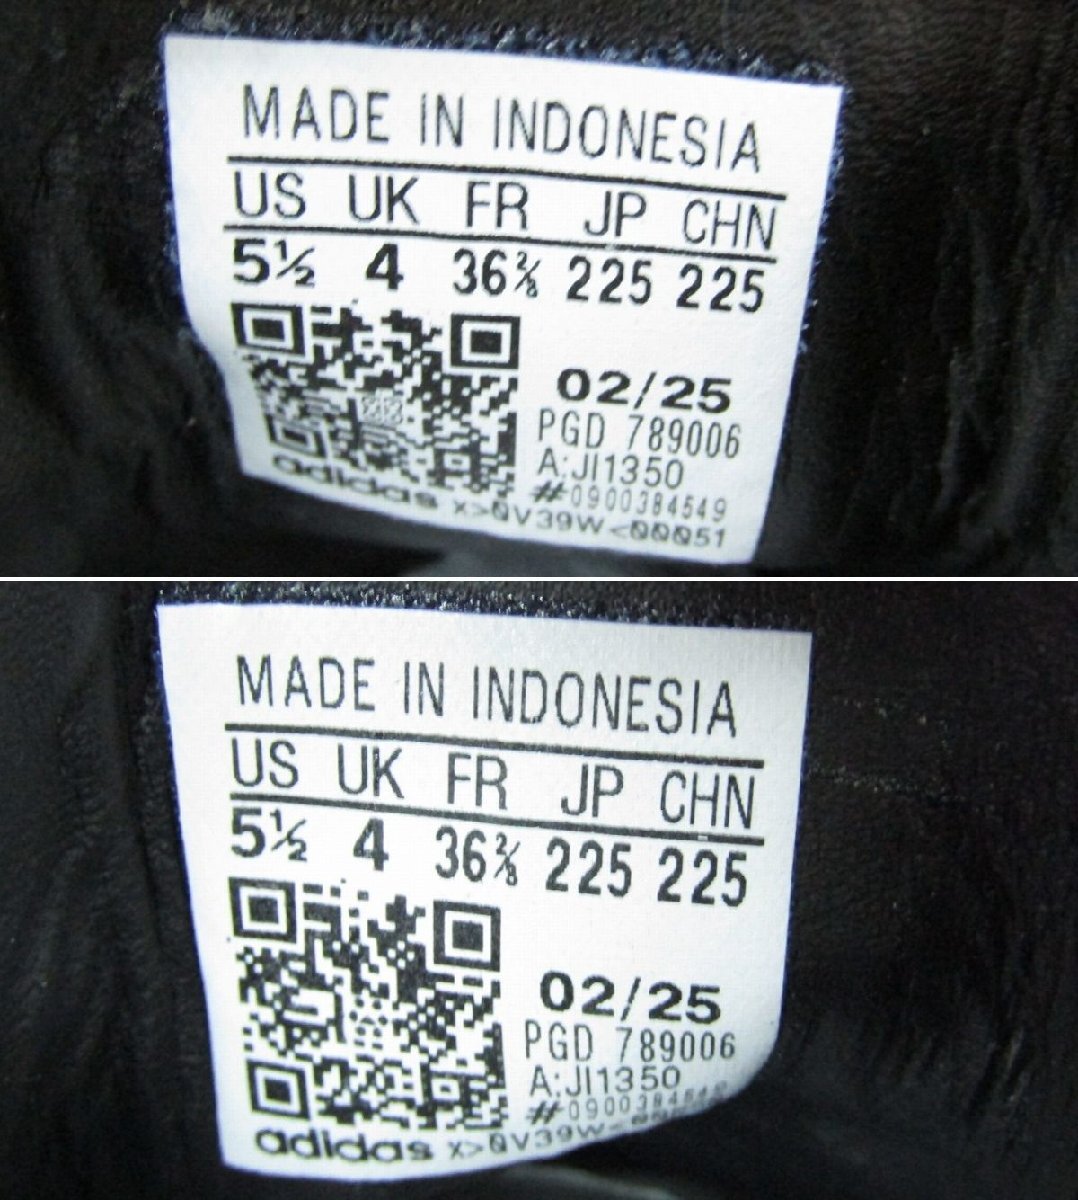 MADE IN INDONESIA
US UK FR JP CHN
5½ 4 36⅔ 225 225
02/25
PGD 789006
A:JI1350
#0900384549
adidas X>0V39W<00051
MADE IN INDONESIA
US UK FR JP CHN
5½ 4 36⅔ 225 225
02/25
PGD 789006
A:JI1350
#0900384549
adidas X>0V39W<